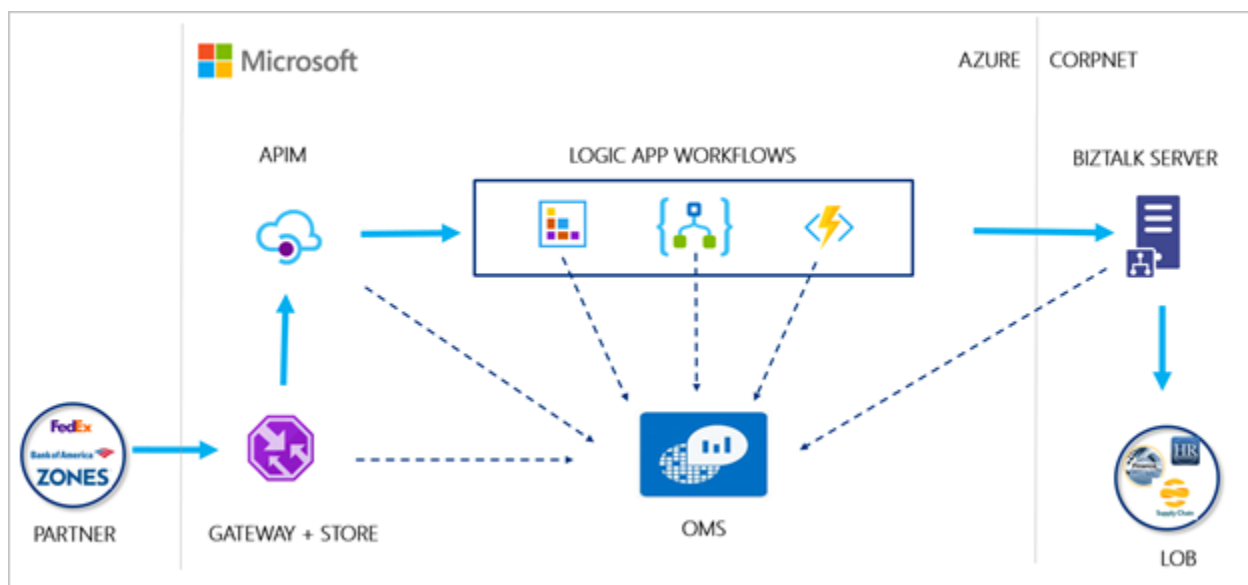 Microsoft
AZURE
CORPNET
APIM
LOGIC APP WORKFLOWS
BIZTALK SERVER
FedEx
Bank of America
ZONES
HR
Supply Chain
PARTNER
GATEWAY + STORE
OMS
LOB